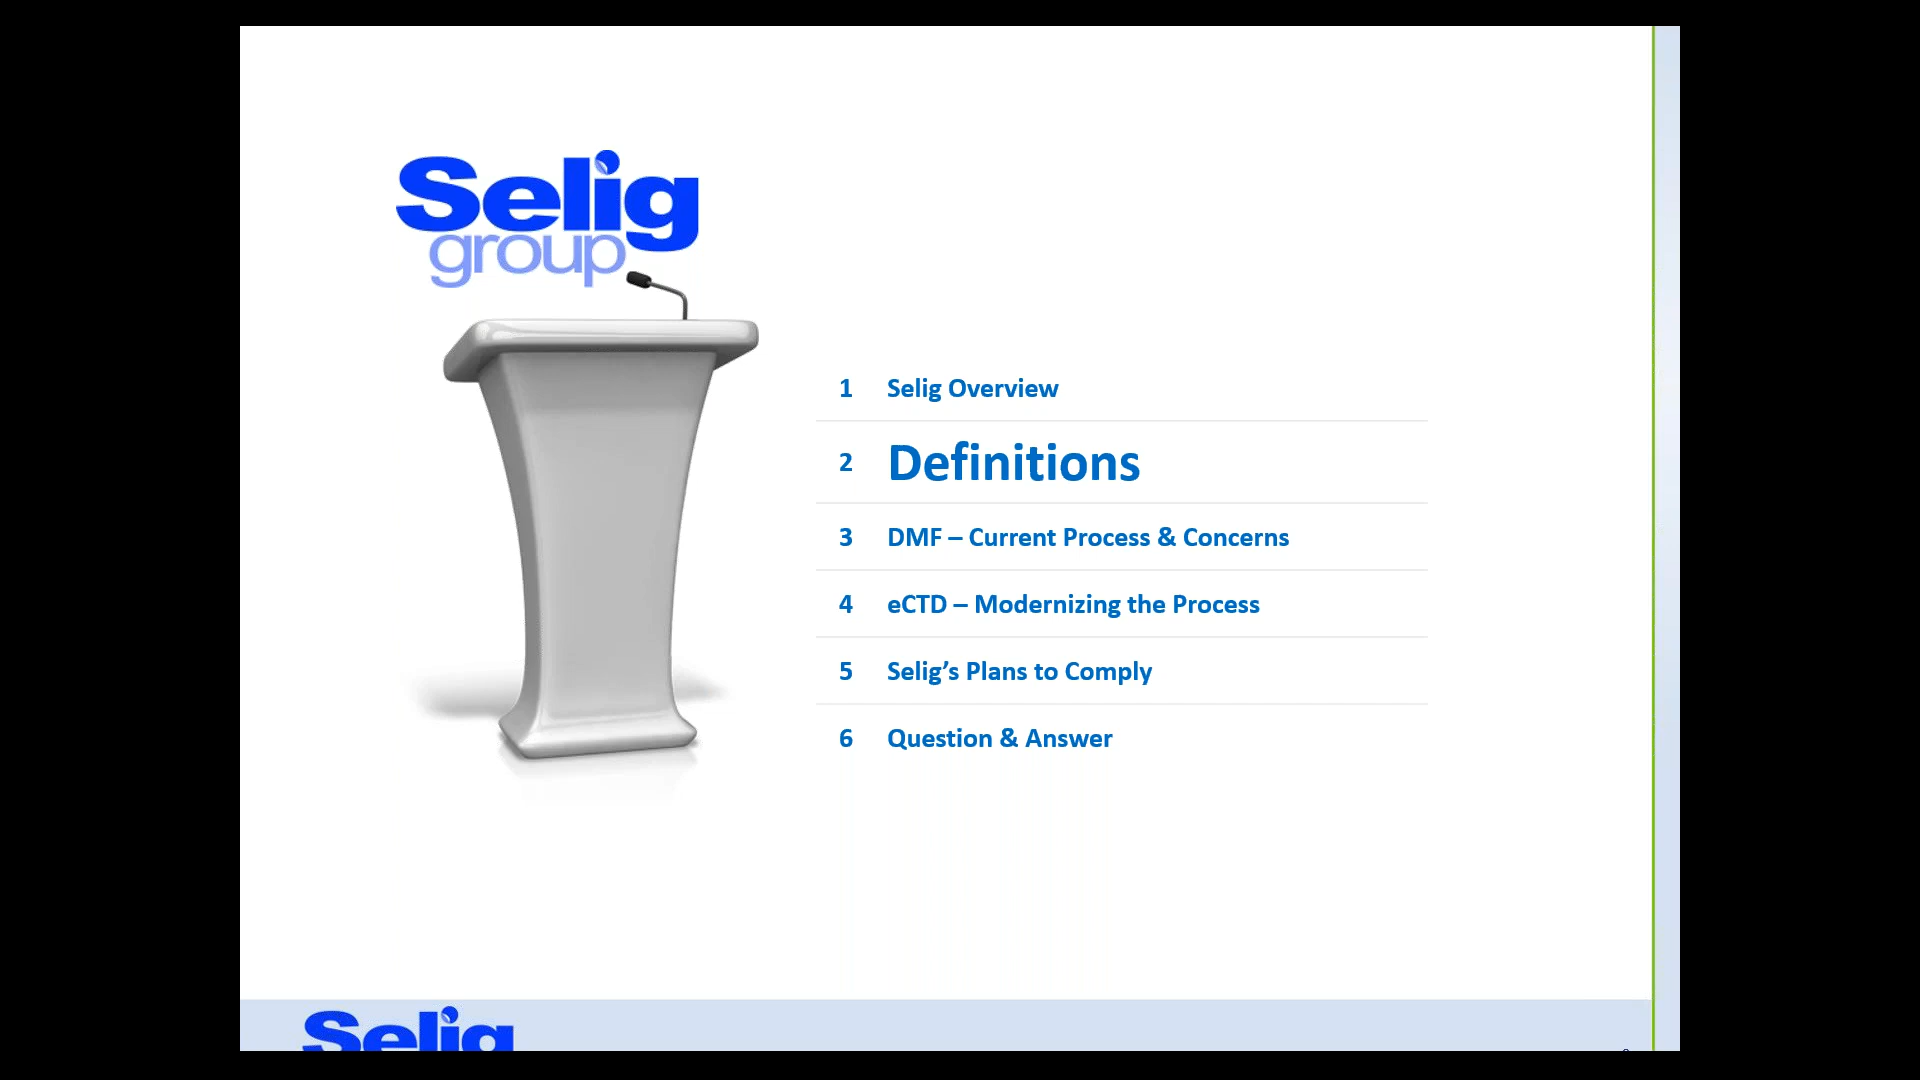 Selig
group
1 Selig Overview
2 Definitions
3 DMF – Current Process & Concerns
4 eCTD – Modernizing the Process
5 Selig’s Plans to Comply
6 Question & Answer
Selig